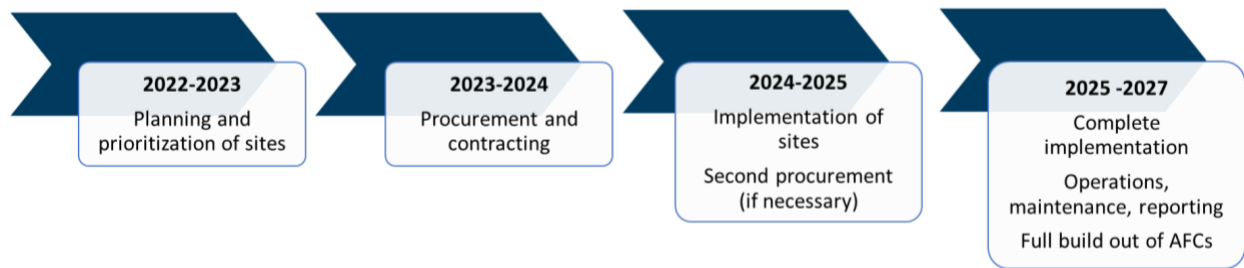 2022-2023
Planning and
prioritization of sites
2023-2024
Procurement and
contracting
2024-2025
Implementation of
sites
Second procurement
(if necessary)
2025 -2027
Complete
implementation
Operations,
maintenance, reporting
Full build out of AFCs